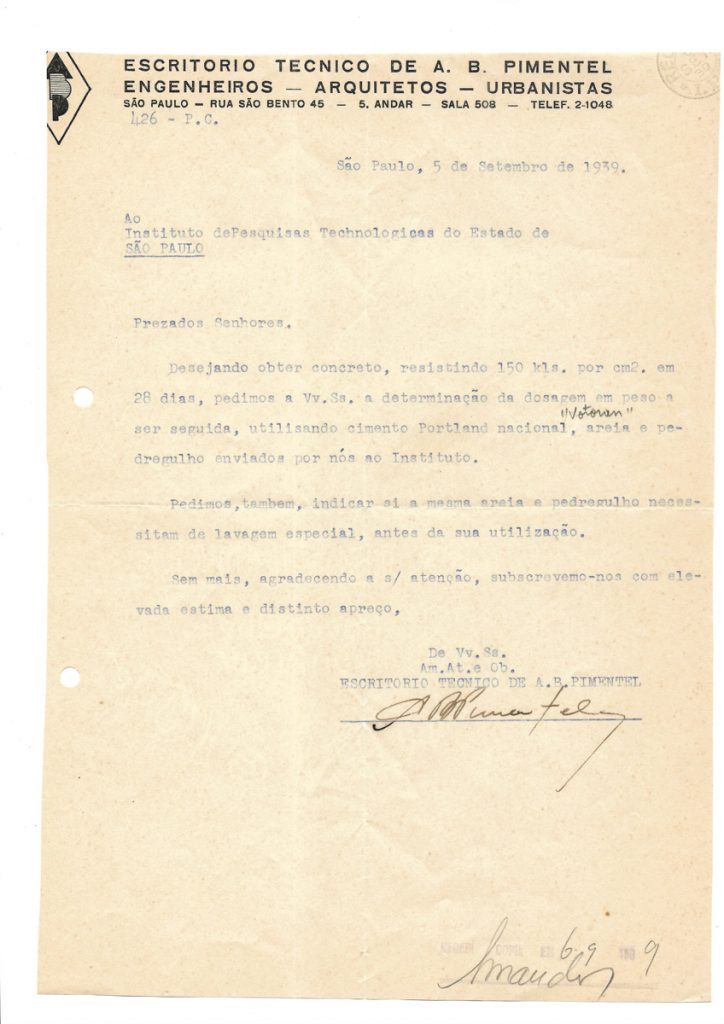 ESCRITORIO TECNICO DE A. B. PIMENTEL
ENGENHEIROS — ARQUITETOS — URBANISTAS
SÃO PAULO — RUA SÃO BENTO 45 — 5. ANDAR — SALA 508 — TELEF. 2-1048
426 - P.C.
São Paulo, 5 de Setembro de 1939.
Ao
Instituto dePesquisas Technologicas do Estado de
SÃO PAULO
Prezados Senhores.
Desejando obter concreto, resistindo 150 kls. por cm2. em
28 dias, pedimos a Vv.Ss. a determinação da dosagem em peso a
"Votoran"
ser seguida, utilisando cimento Portland nacional, areia e pe-
dregulho enviados por nós ao Instituto.
Pedimos,tambem, indicar si a mesma areia e pedregulho neces-
sitam de lavagem especial, antes da sua utilização.
Sem mais, agradecendo a s/ atenção, subscrevemo-nos com ele-
vada estima e distinto apreço,
De Vv.Ss.
Am.At.e Ob.
ESCRITORIO TECNICO DE A.B.PIMENTEL
ABPimentel
RECEBI COPIA EM 6 9 193 9